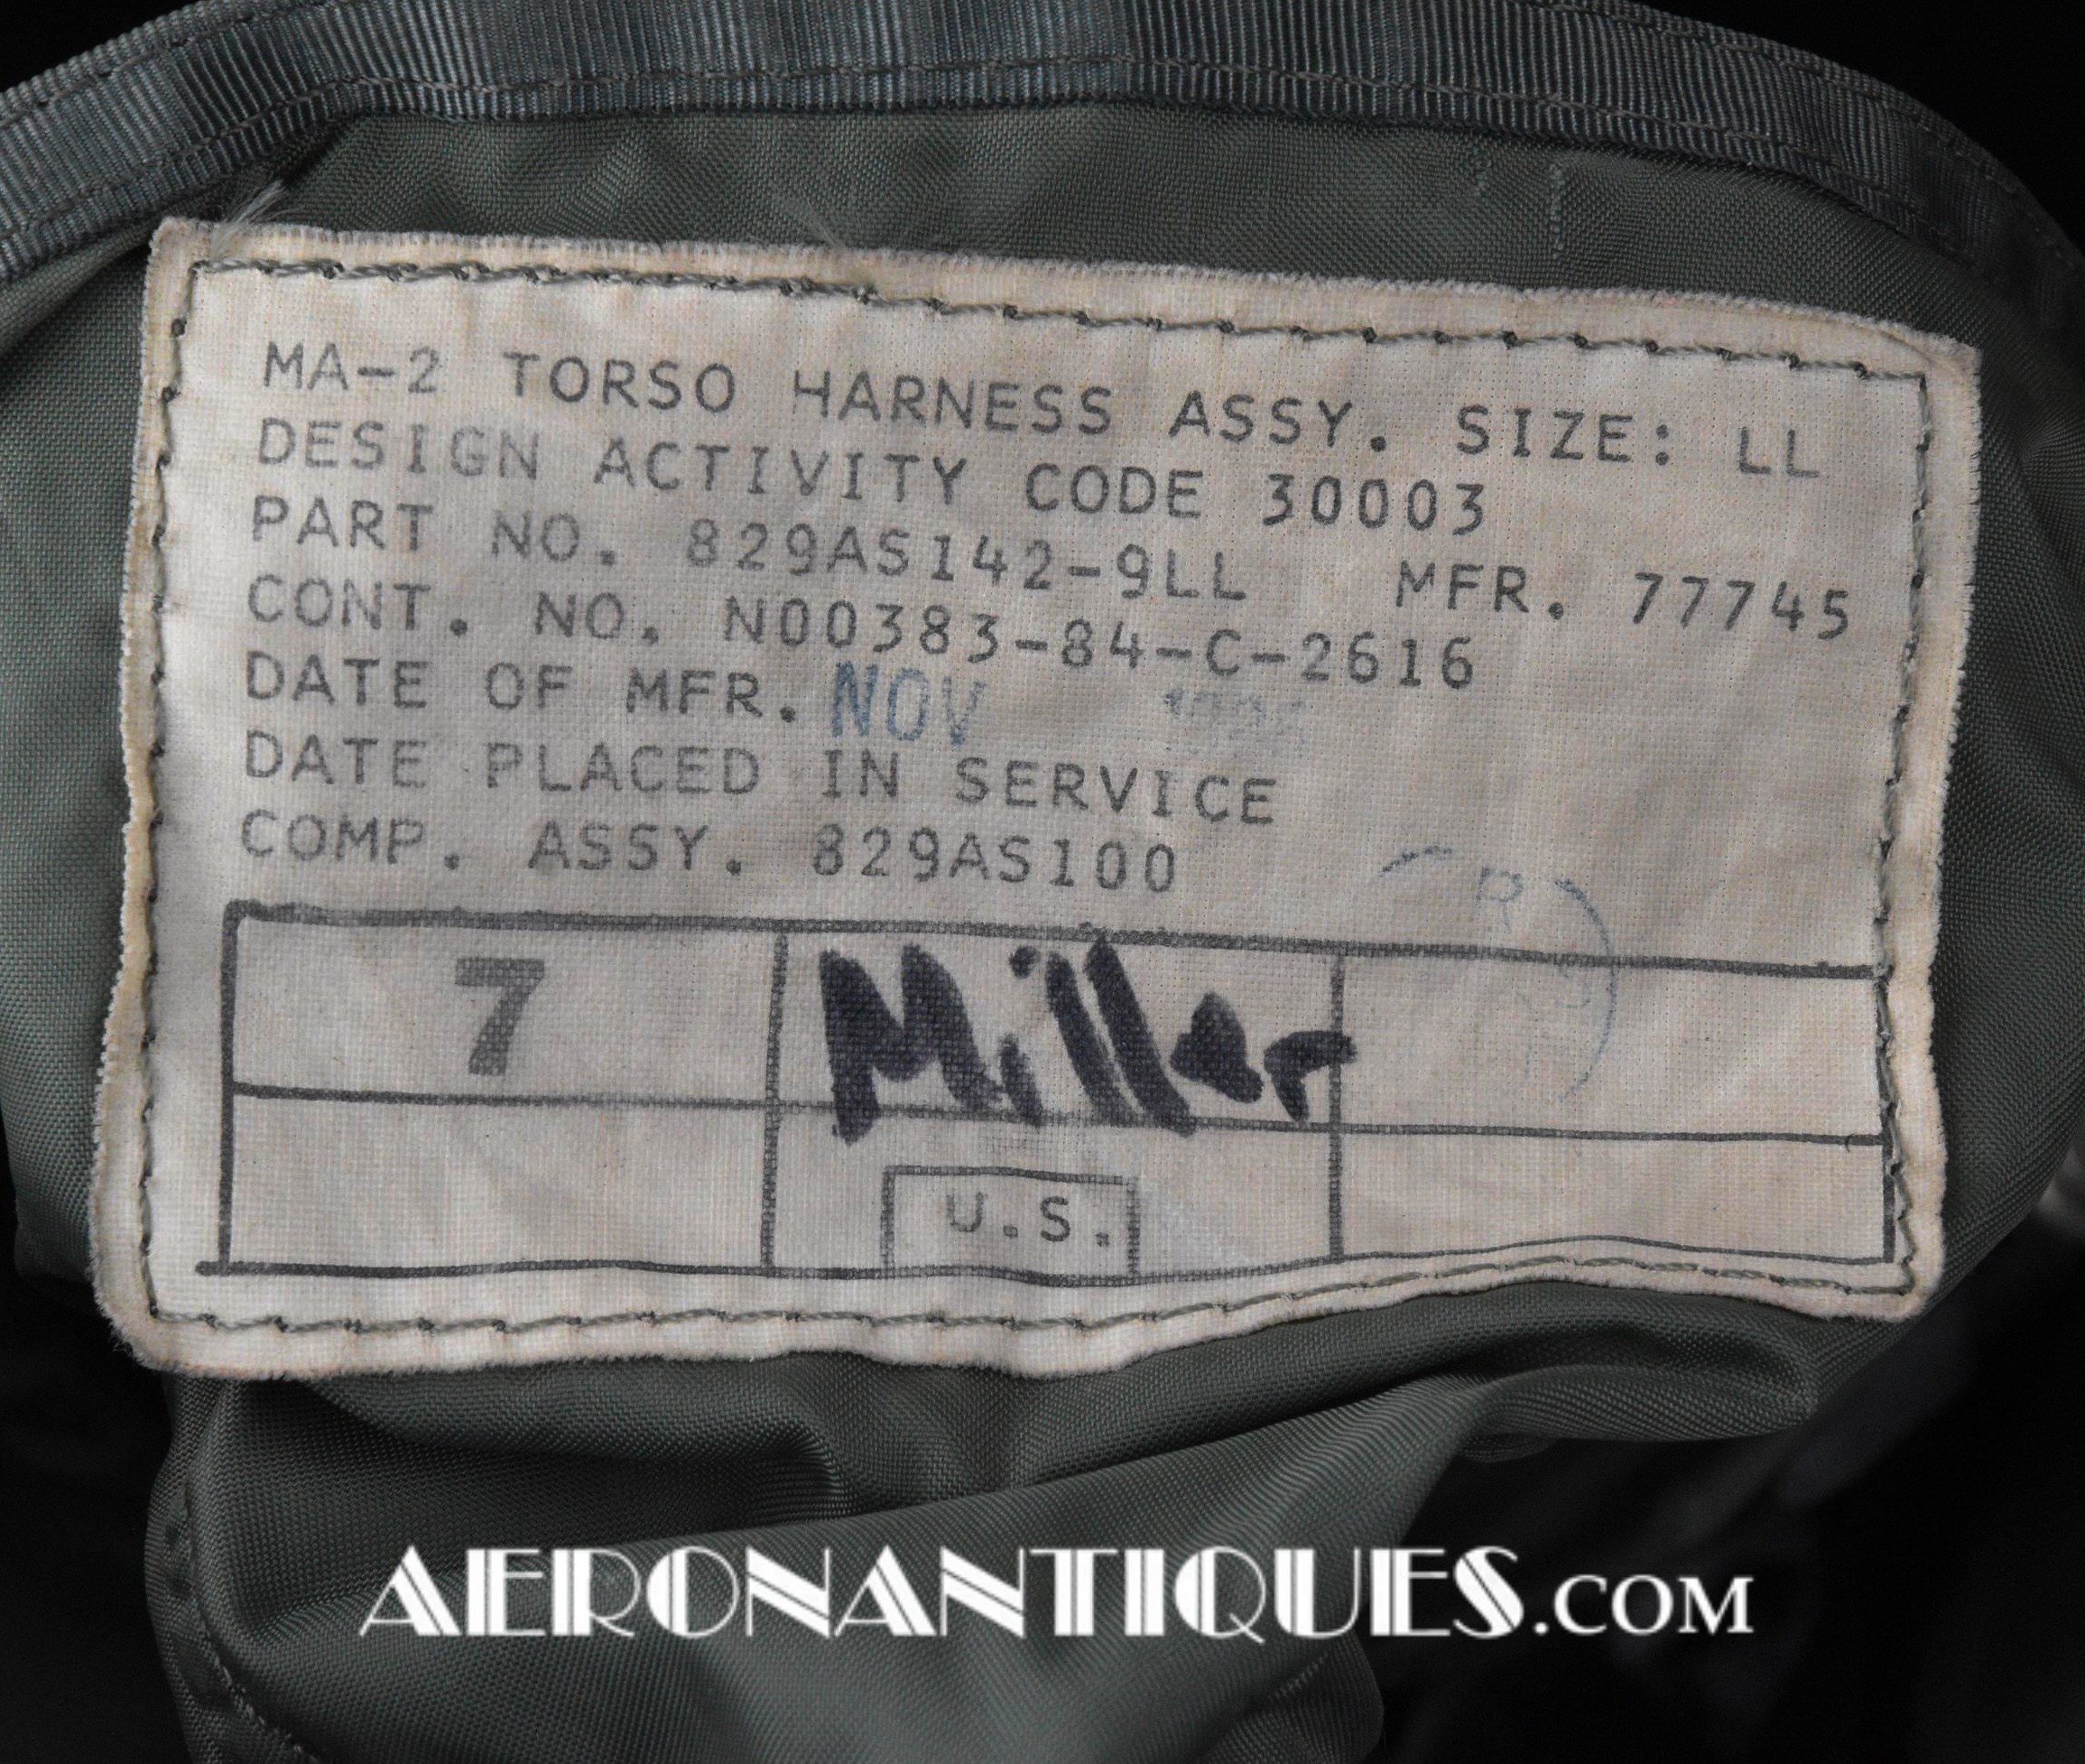 MA-2 TORSO HARNESS ASSY. SIZE: LL
DESIGN ACTIVITY CODE 30003
PART NO. 829AS142-9LL MFR. 77745
CONT. NO. N00383-84-C-2616
DATE OF MFR. NOV
DATE PLACED IN SERVICE
COMP. ASSY. 829AS100
R
7 Miller
U.S.
AERONANTIQUES.COM